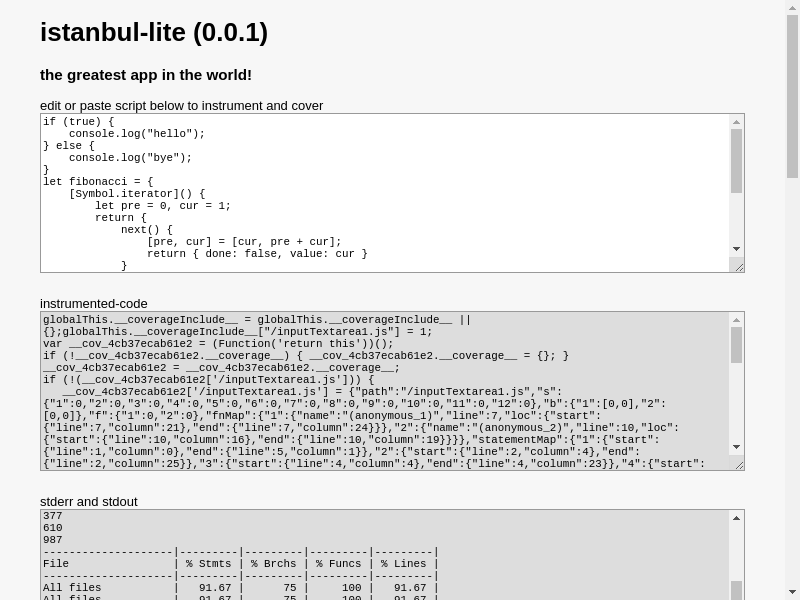 istanbul-lite (0.0.1)
the greatest app in the world!
edit or paste script below to instrument and cover
if (true) {
    console.log("hello");
} else {
    console.log("bye");
}
let fibonacci = {
    [Symbol.iterator]() {
        let pre = 0, cur = 1;
        return {
            next() {
                [pre, cur] = [cur, pre + cur];
                return { done: false, value: cur }
            }
instrumented-code
globalThis.__coverageInclude__ = globalThis.__coverageInclude__ ||
{};globalThis.__coverageInclude__["/inputTextarea1.js"] = 1;
var __cov_4cb37ecab61e2 = (Function('return this'))();
if (!__cov_4cb37ecab61e2.__coverage__) { __cov_4cb37ecab61e2.__coverage__ = {}; }
__cov_4cb37ecab61e2 = __cov_4cb37ecab61e2.__coverage__;
if (!(__cov_4cb37ecab61e2['/inputTextarea1.js'])) {
   __cov_4cb37ecab61e2['/inputTextarea1.js'] = {"path":"/inputTextarea1.js","s":
{"1":0,"2":0,"3":0,"4":0,"5":0,"6":0,"7":0,"8":0,"9":0,"10":0,"11":0,"12":0},"b":{"1":[0,0],"2":
[0,0]},"f":{"1":0,"2":0},"fnMap":{"1":{"name":"(anonymous_1)","line":7,"loc":{"start":
{"line":7,"column":21},"end":{"line":7,"column":24}}},"2":{"name":"(anonymous_2)","line":10,"loc":
{"start":{"line":10,"column":16},"end":{"line":10,"column":19}}}},"statementMap":{"1":{"start":
{"line":1,"column":0},"end":{"line":5,"column":1}},"2":{"start":{"line":2,"column":4},"end":
{"line":2,"column":25}},"3":{"start":{"line":4,"column":4},"end":{"line":4,"column":23}},"4":{"start":
stderr and stdout
377
610
987
--------------------|---------|---------|---------|---------|
File                | % Stmts | % Brchs | % Funcs | % Lines |
--------------------|---------|---------|---------|---------|
All files           |   91.67 |      75 |     100 |   91.67 |
All files           |   91.67 |      75 |     100 |   91.67 |